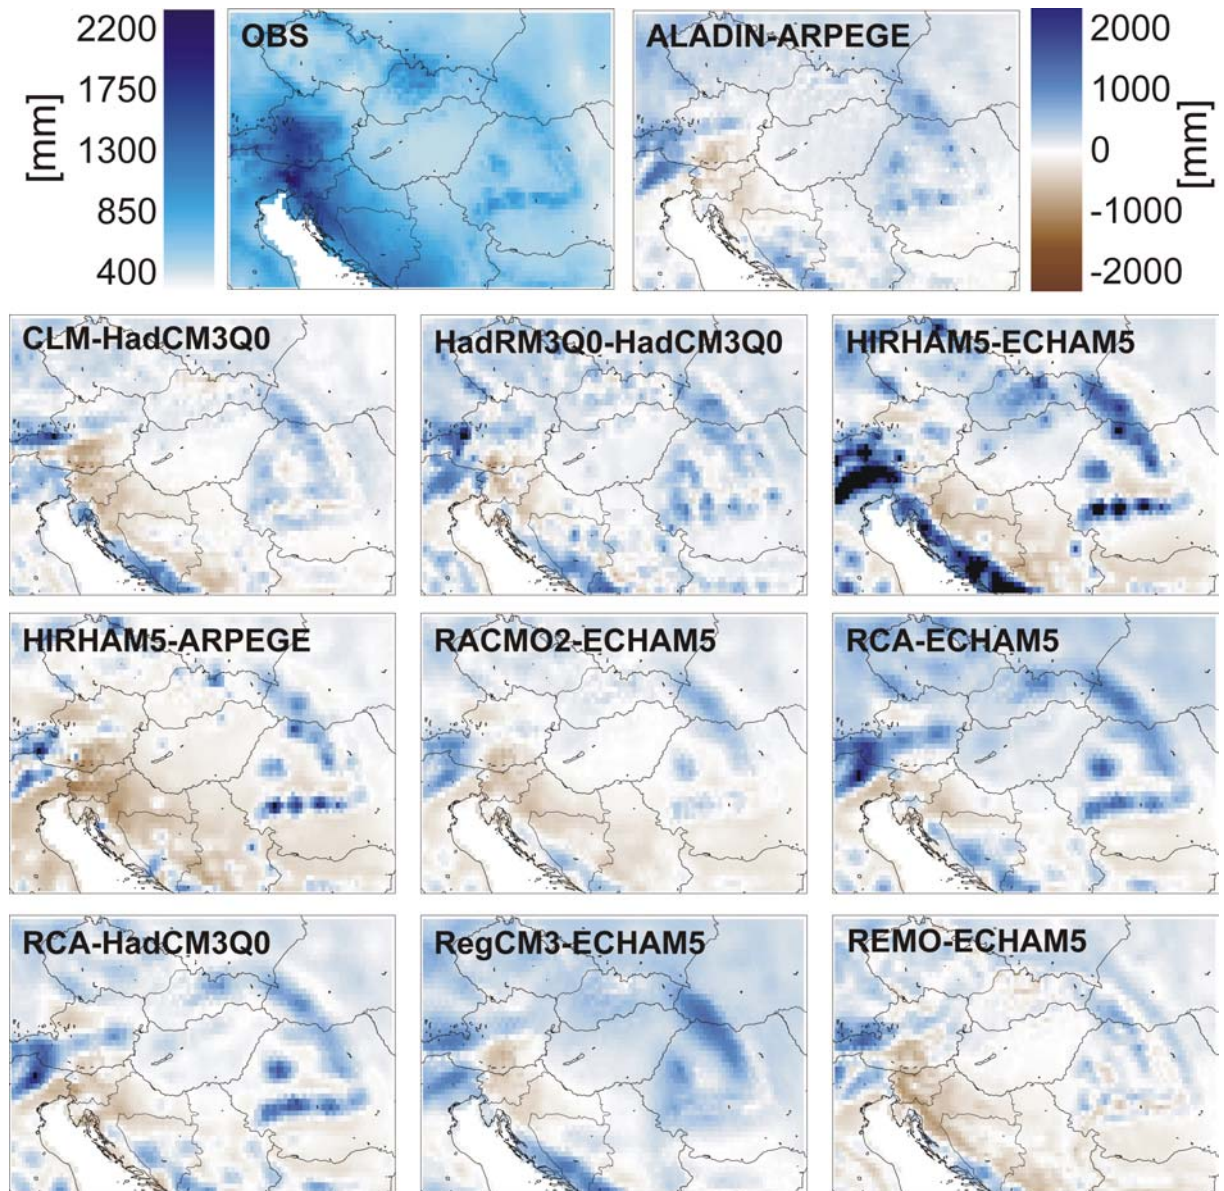 2200
1750
1300
850
400
[mm]
OBS
ALADIN-ARPEGE
2000
1000
0
-1000
-2000
[mm]
CLM-HadCM3Q0
HadRM3Q0-HadCM3Q0
HIRHAM5-ECHAM5
HIRHAM5-ARPEGE
RACMO2-ECHAM5
RCA-ECHAM5
RCA-HadCM3Q0
RegCM3-ECHAM5
REMO-ECHAM5